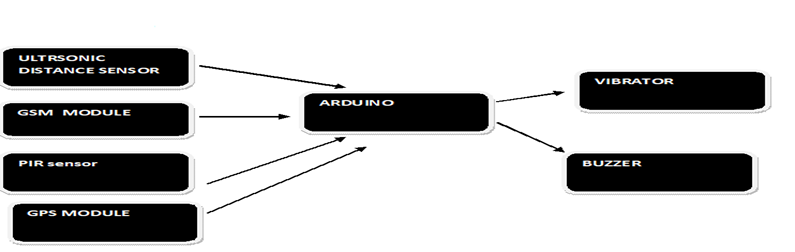 ULTRSONIC
DISTANCE SENSOR
GSM MODULE
PIR sensor
GPS MODULE
ARDUINO
VIBRATOR
BUZZER